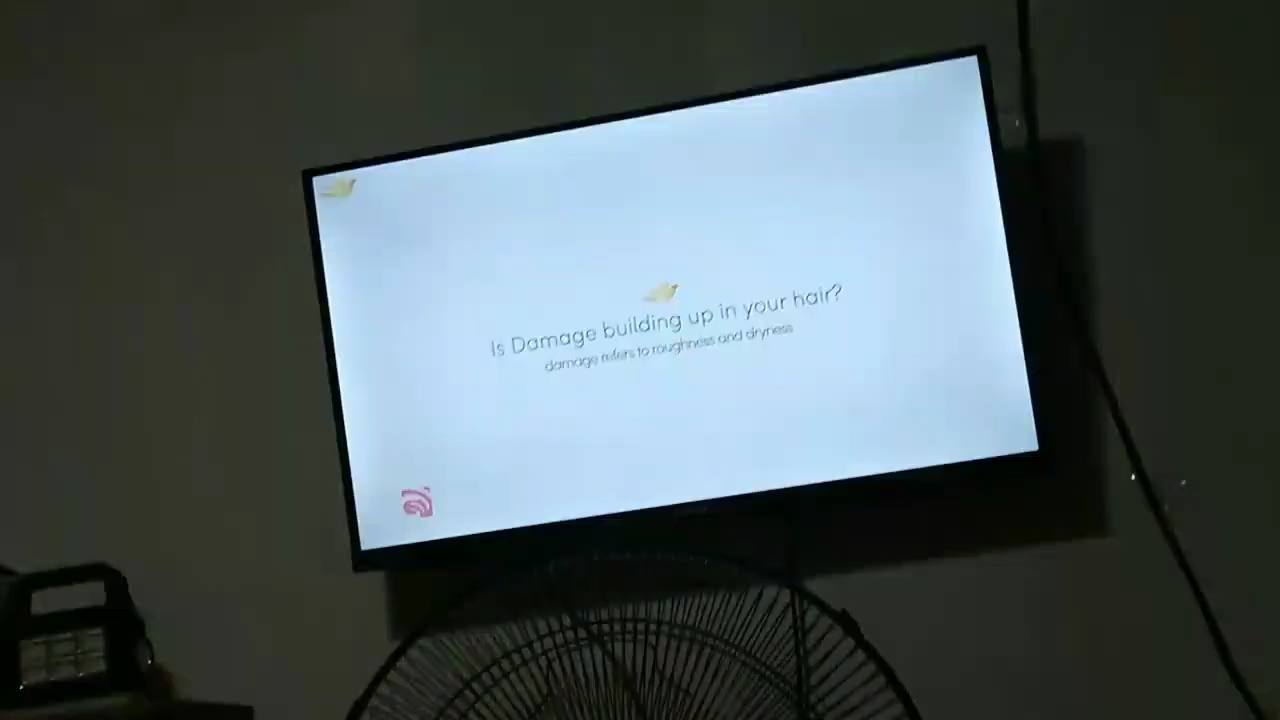 Is Damage building up in your hair?
damage refers to roughness and dryness